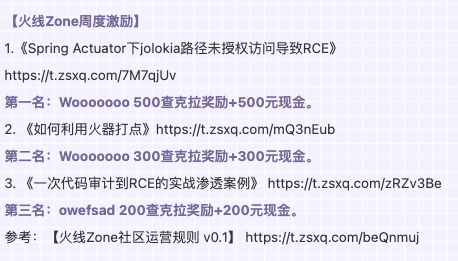 【火线Zone周度激励】
1.《Spring Actuator下jolokia路径未授权访问导致RCE》
https://t.zsxq.com/7M7qjUv
第一名：Wooooooo 500查克拉奖励+500元现金。
2. 《如何利用火器打点》https://t.zsxq.com/mQ3nEub
第二名：Wooooooo 300查克拉奖励+300元现金。
3. 《一次代码审计到RCE的实战渗透案例》 https://t.zsxq.com/zRZv3Be
第三名：owefsad 200查克拉奖励+200元现金。
参考：【火线Zone社区运营规则 v0.1】 https://t.zsxq.com/beQnmuj